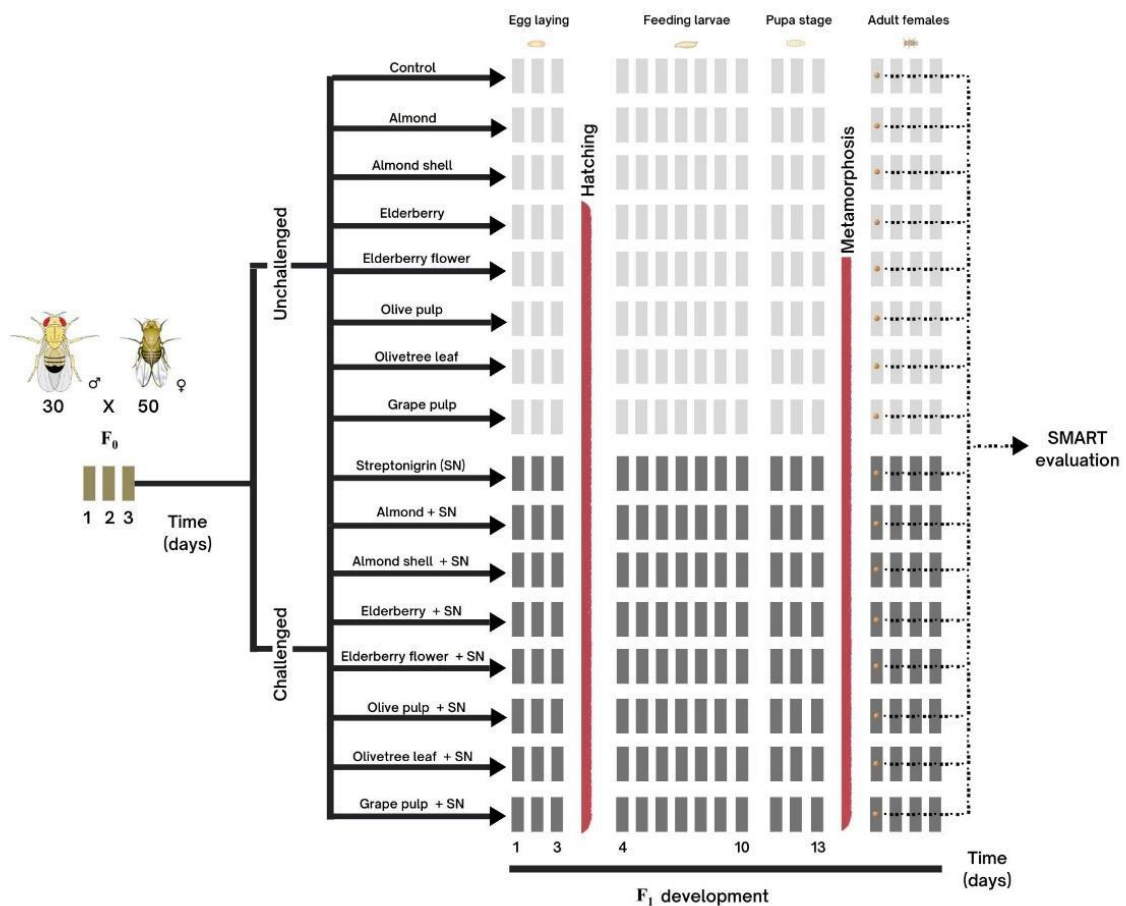 Egg laying
Feeding larvae
Pupa stage
Adult females
Control
Almond
Almond shell
Elderberry
Elderberry flower
Olive pulp
Olivetree leaf
Grape pulp
Streptonigrin (SN)
Almond + SN
Almond shell + SN
Elderberry + SN
Elderberry flower + SN
Olive pulp + SN
Olivetree leaf + SN
Grape pulp + SN
Unchallenged
Challenged
Hatching
Metamorphosis
♂ ♀
30 X 50
F₀
1 2 3
Time
(days)
SMART
evaluation
1 3 4 10 13
Time
(days)
F₁ development